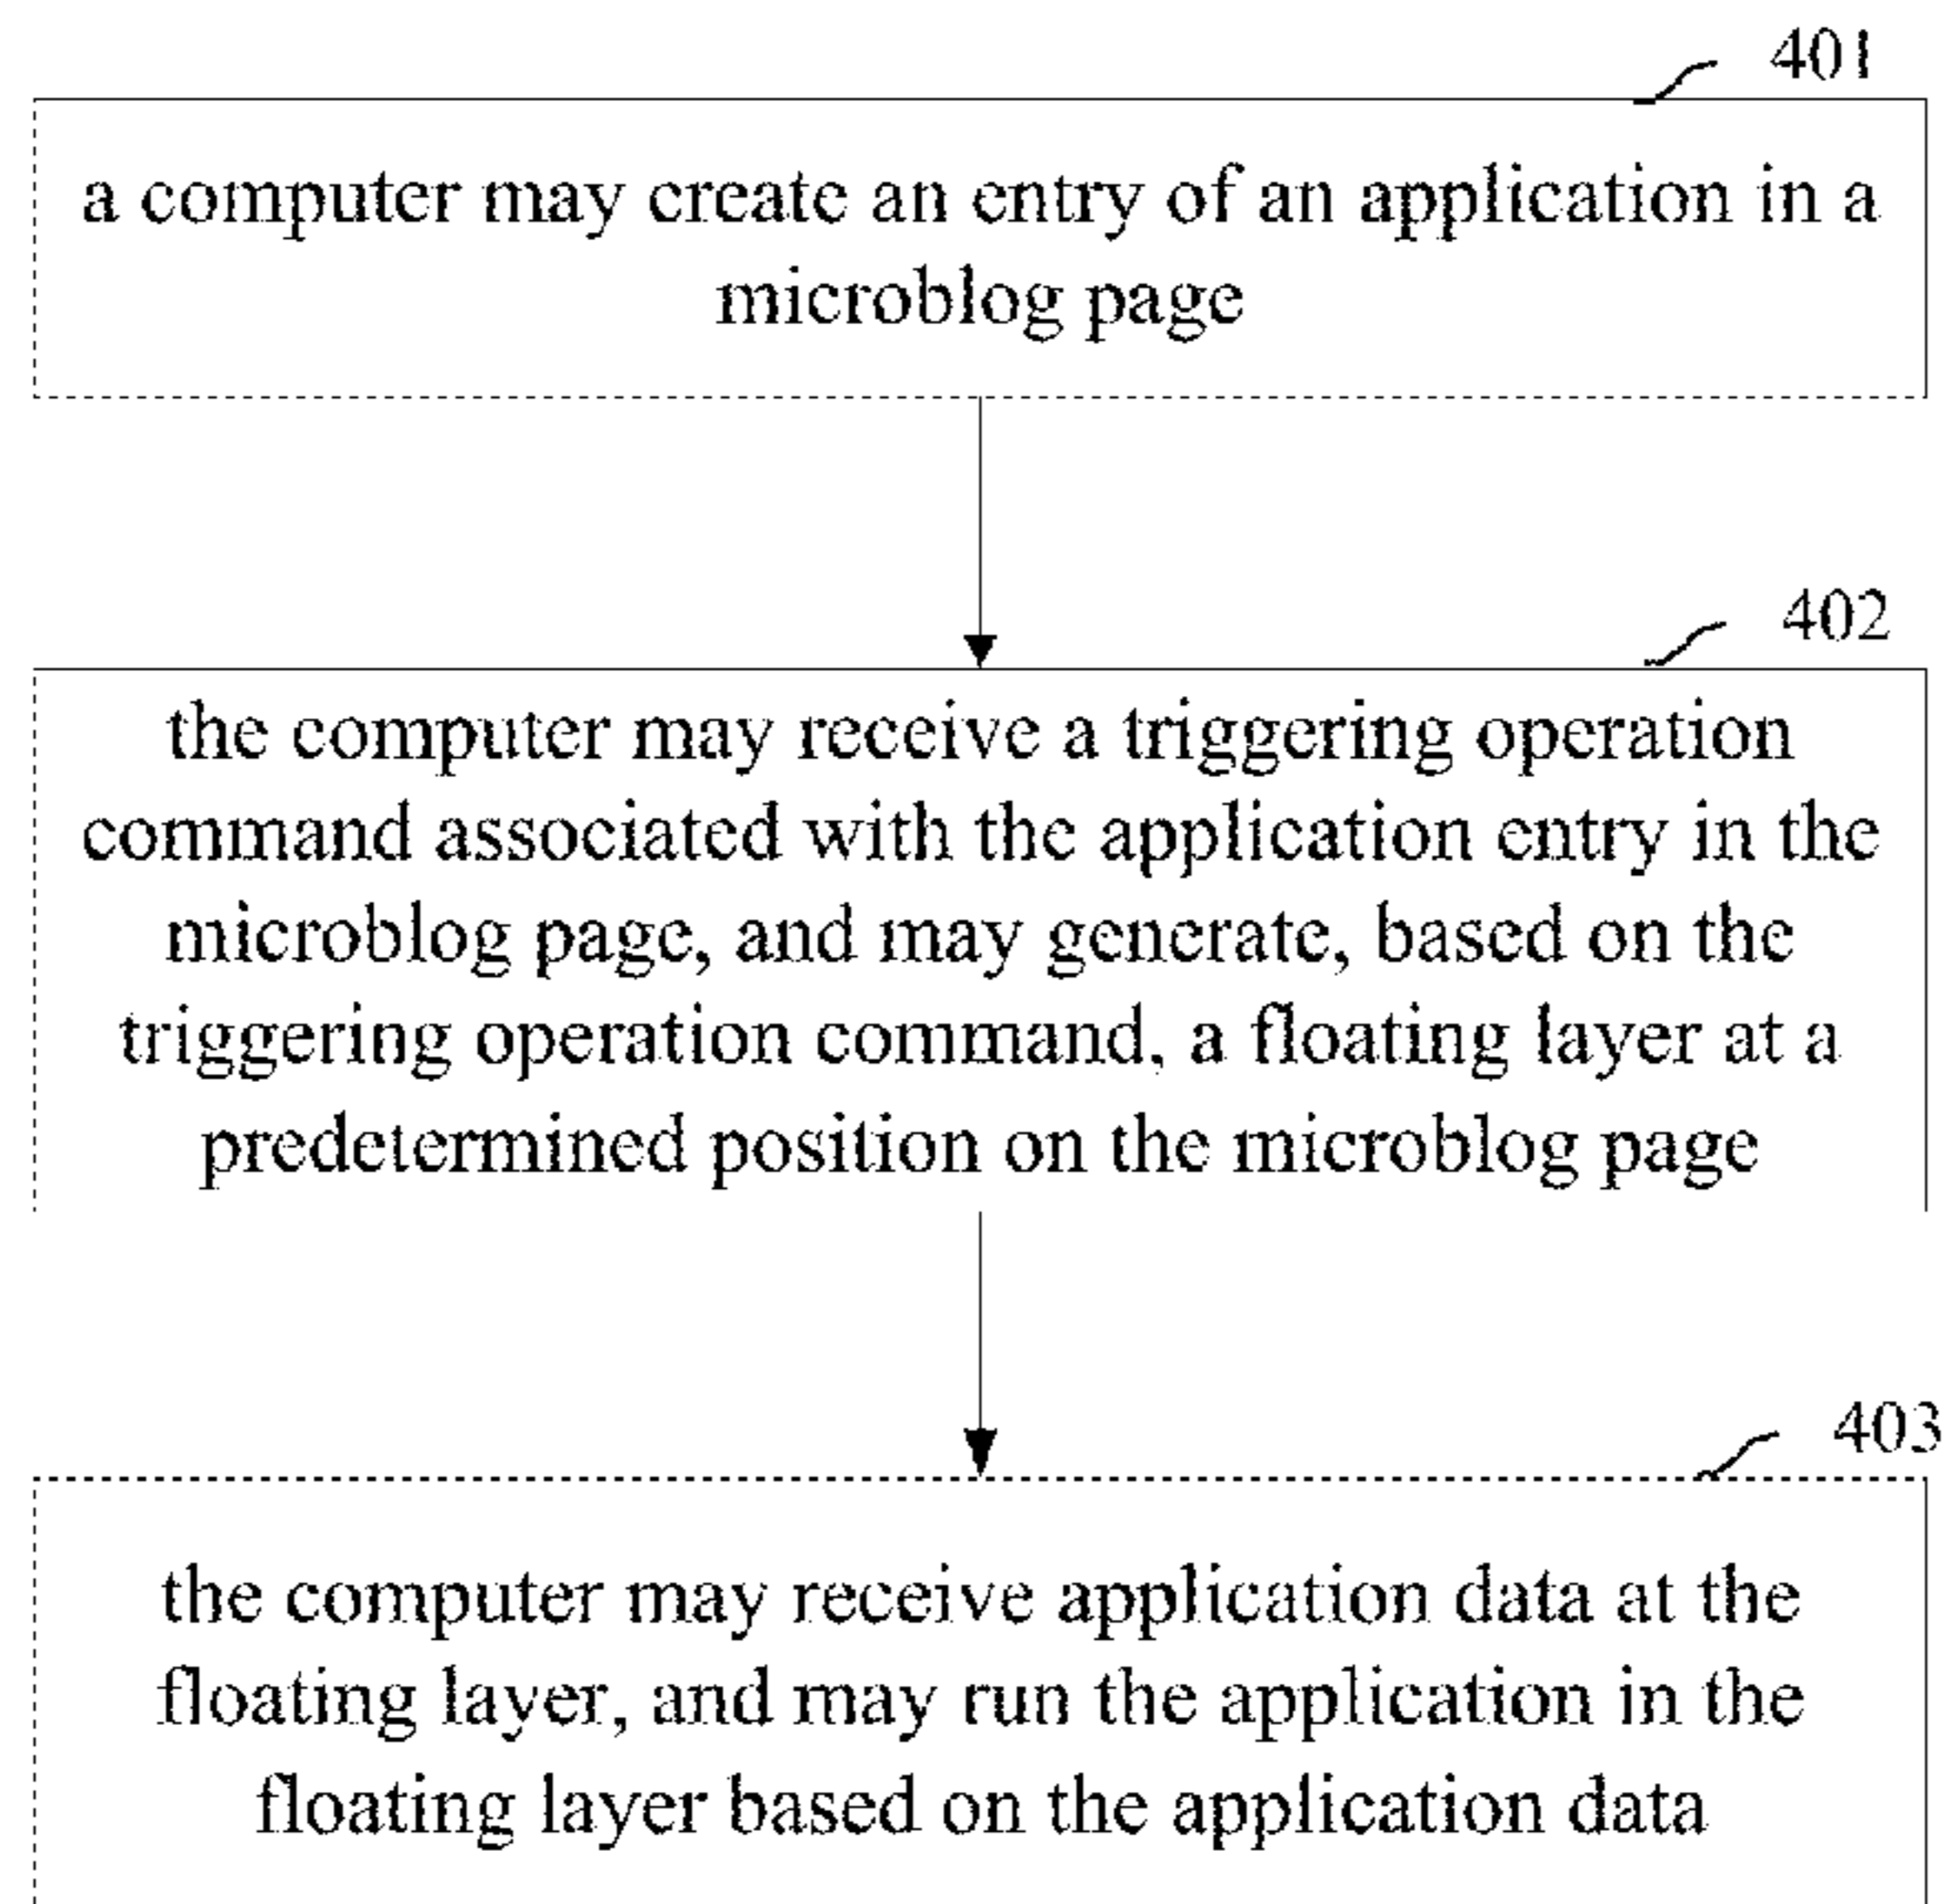 401
a computer may create an entry of an application in a
microblog page
402
the computer may receive a triggering operation
command associated with the application entry in the
microblog page, and may generate, based on the
triggering operation command, a floating layer at a
predetermined position on the microblog page
403
the computer may receive application data at the
floating layer, and may run the application in the
floating layer based on the application data